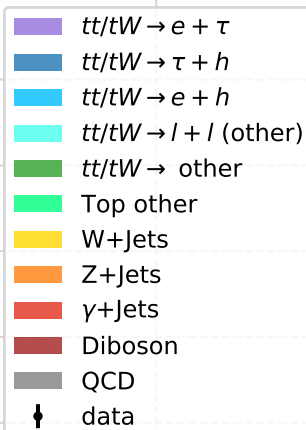 tt/tW → e + τ
tt/tW → τ + h
tt/tW → e + h
tt/tW → l + l (other)
tt/tW → other
Top other
W+Jets
Z+Jets
γ+Jets
Diboson
QCD
data